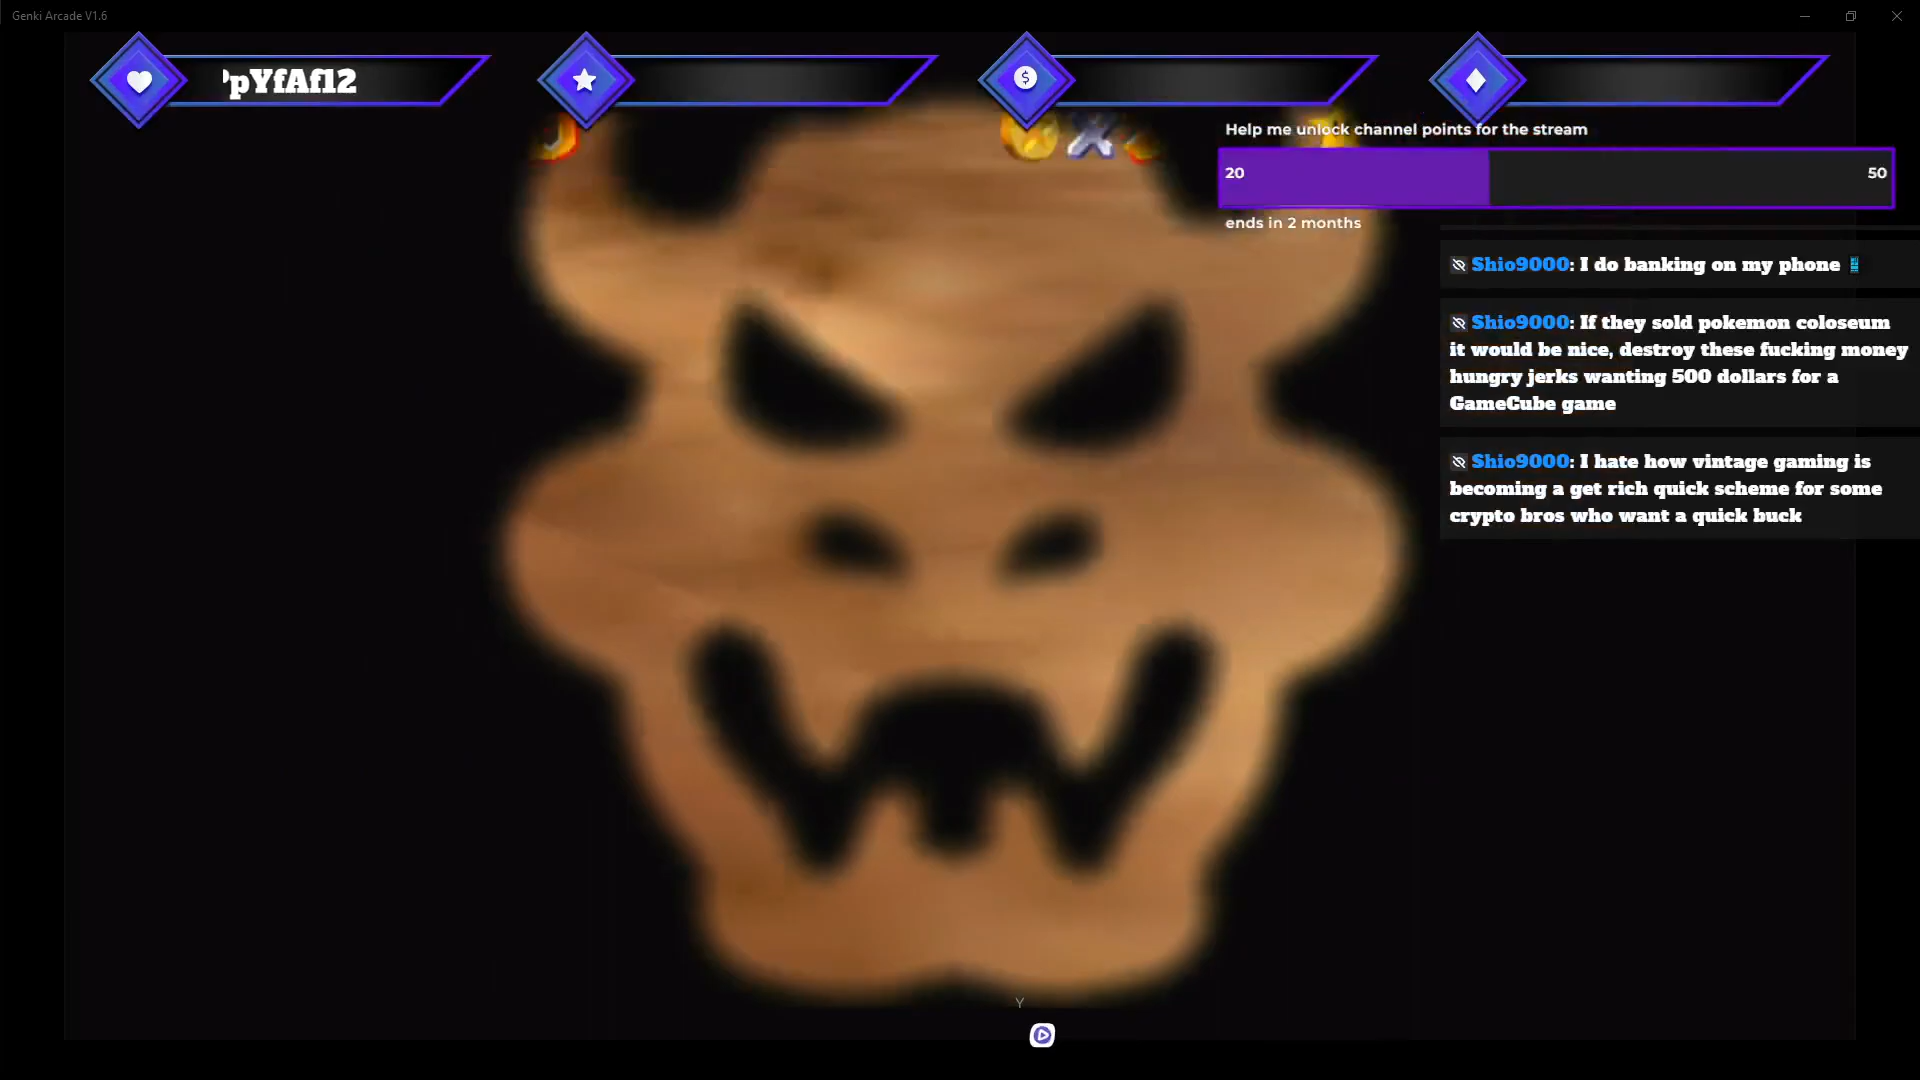 Genki Arcade V1.6
pYfAf12
Help me unlock channel points for the stream
20
50
ends in 2 months
Shio9000: I do banking on my phone
Shio9000: If they sold pokemon coloseum
it would be nice, destroy these fucking money
hungry jerks wanting 500 dollars for a
GameCube game
Shio9000: I hate how vintage gaming is
becoming a get rich quick scheme for some
crypto bros who want a quick buck
Y